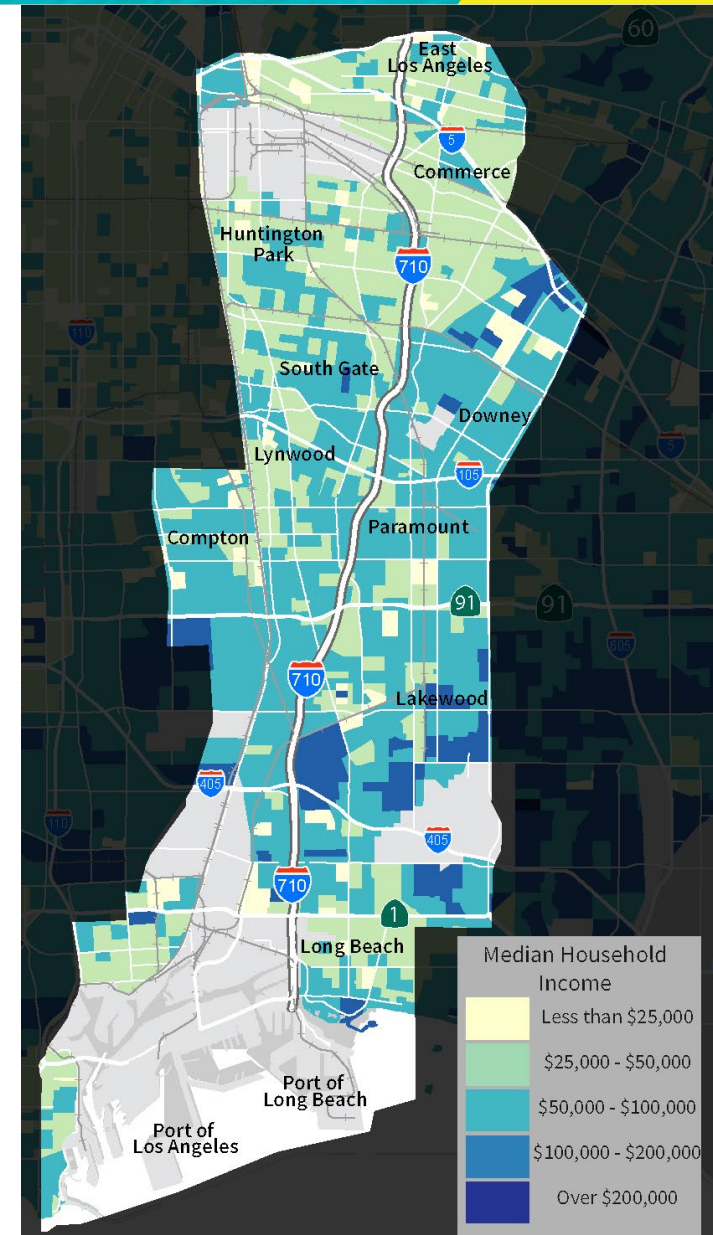 60
East
Los Angeles
5
Commerce
Huntington
Park
710
110
South Gate
Downey
5
Lynwood
105
Compton
Paramount
91
91
605
710
Lakewood
405
110
405
710
1
Long Beach
Port of
Long Beach
Port of
Los Angeles
Median Household
Income
Less than $25,000
$25,000 - $50,000
$50,000 - $100,000
$100,000 - $200,000
Over $200,000